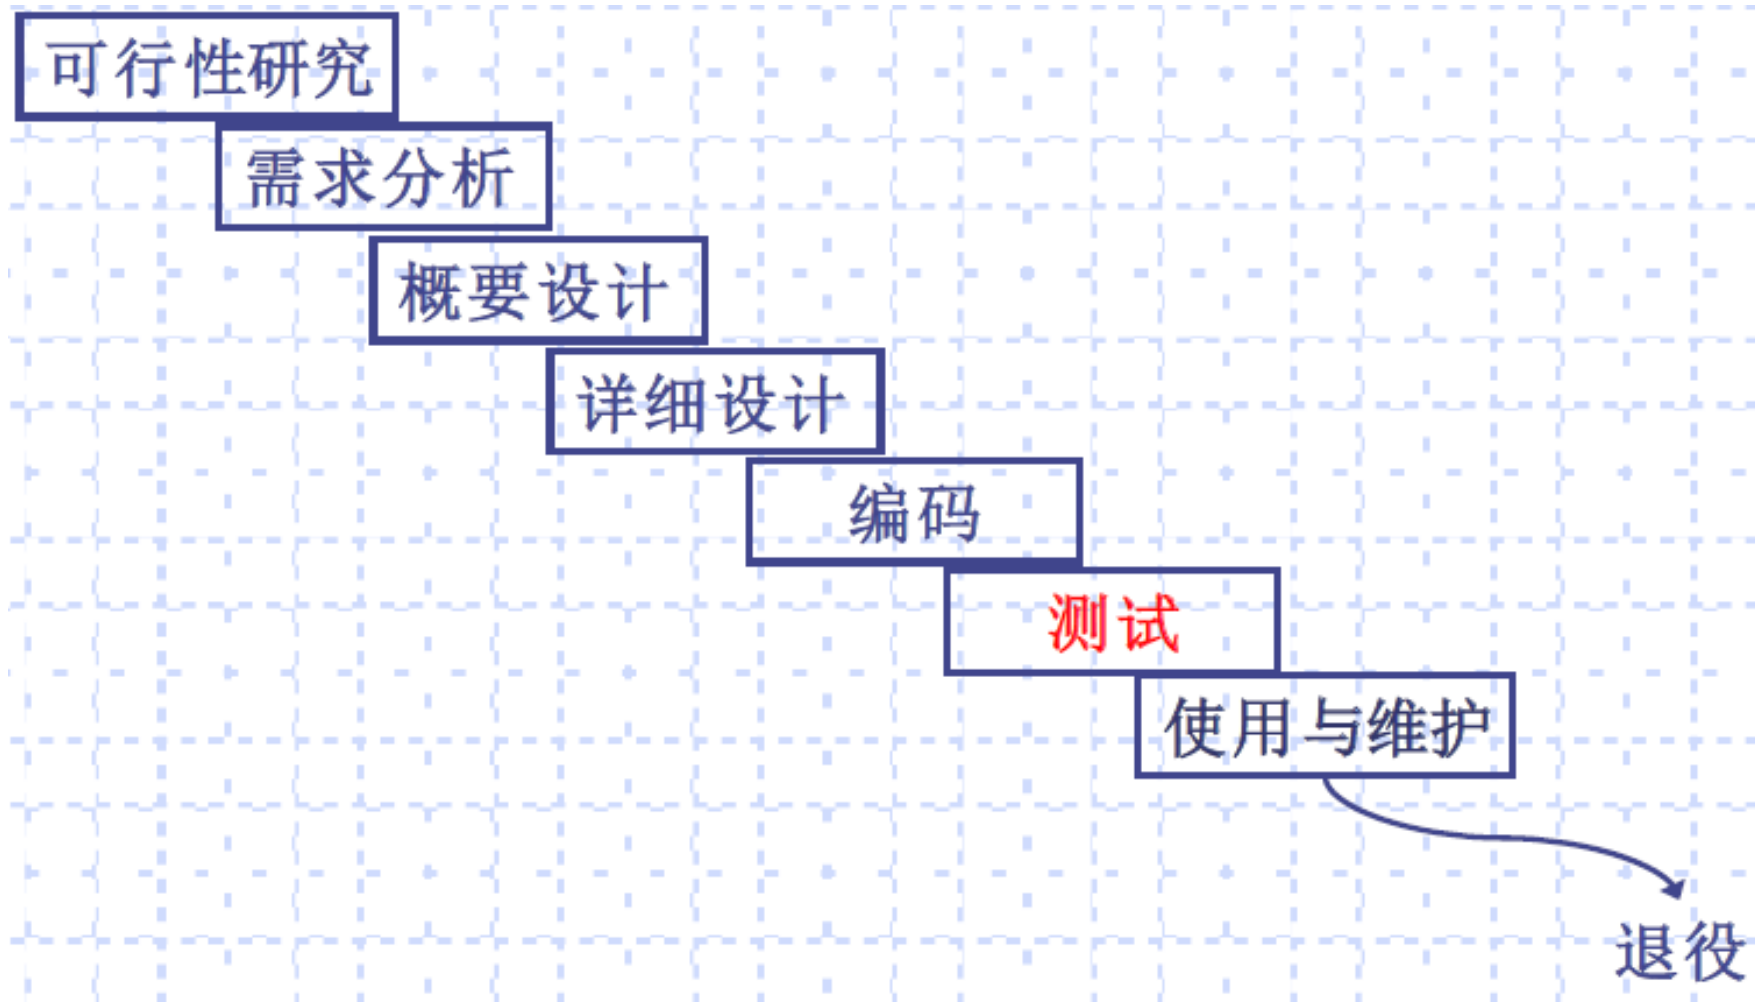 可行性研究
需求分析
概要设计
详细设计
编码
测试
使用与维护
退役